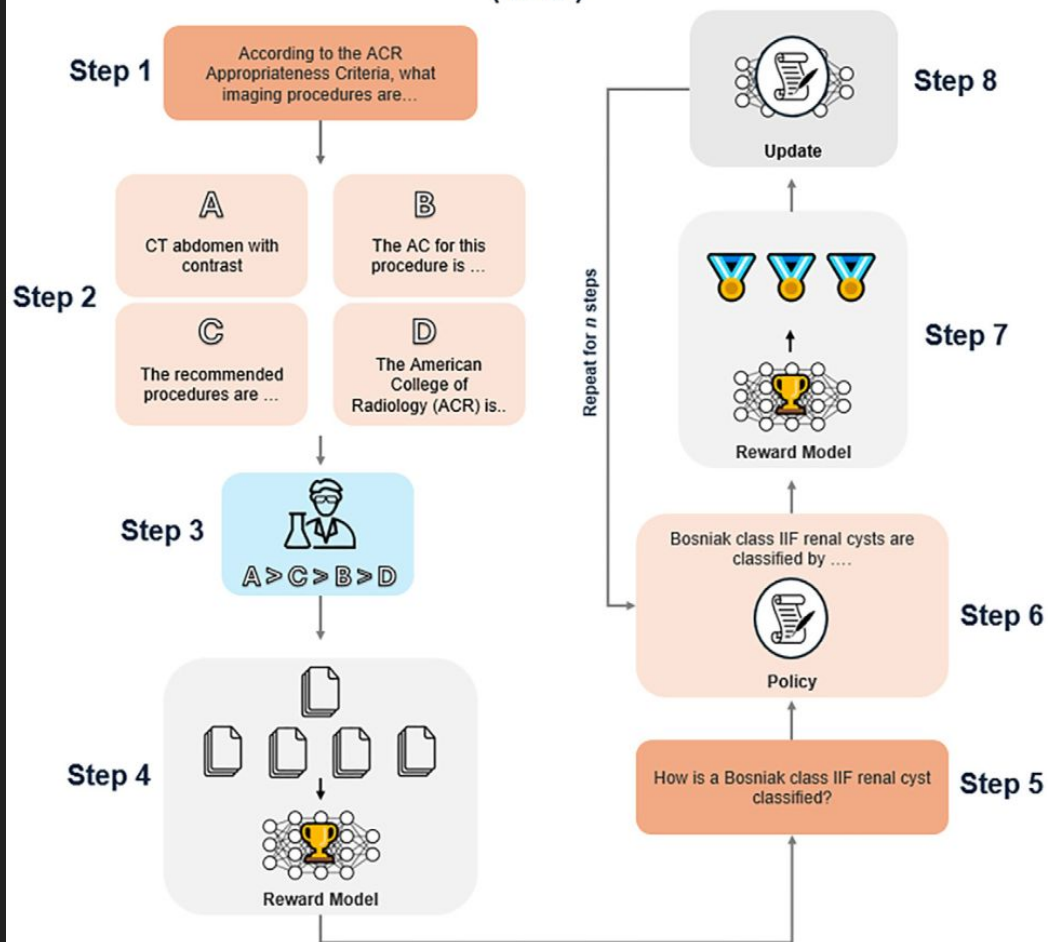 Step 1
According to the ACR
Appropriateness Criteria, what
imaging procedures are…
Step 2
A
CT abdomen with
contrast
B
The AC for this
procedure is …
C
The recommended
procedures are …
D
The American
College of
Radiology (ACR) is..
Step 3
A > C > B > D
Step 4
Reward Model
Step 5
How is a Bosniak class IIF renal cyst
classified?
Step 6
Bosniak class IIF renal cysts are
classified by ….
Policy
Step 7
Reward Model
Step 8
Update
Repeat for n steps